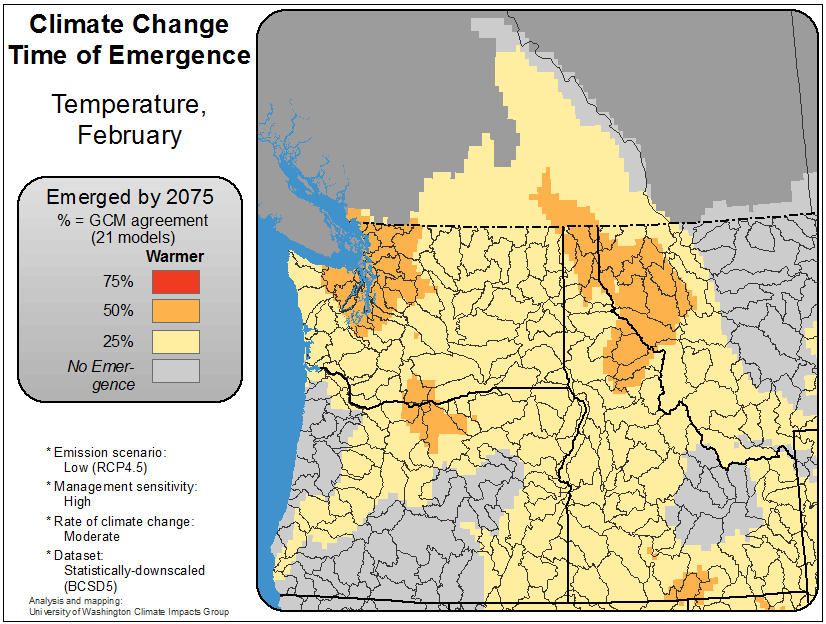 Climate Change
Time of Emergence
Temperature,
February
Emerged by 2075
% = GCM agreement
(21 models)
Warmer
75%
50%
25%
No Emer-
gence
* Emission scenario:
Low (RCP4.5)
* Management sensitivity:
High
* Rate of climate change:
Moderate
* Dataset:
Statistically-downscaled
(BCSD5)
Analysis and mapping:
University of Washington Climate Impacts Group